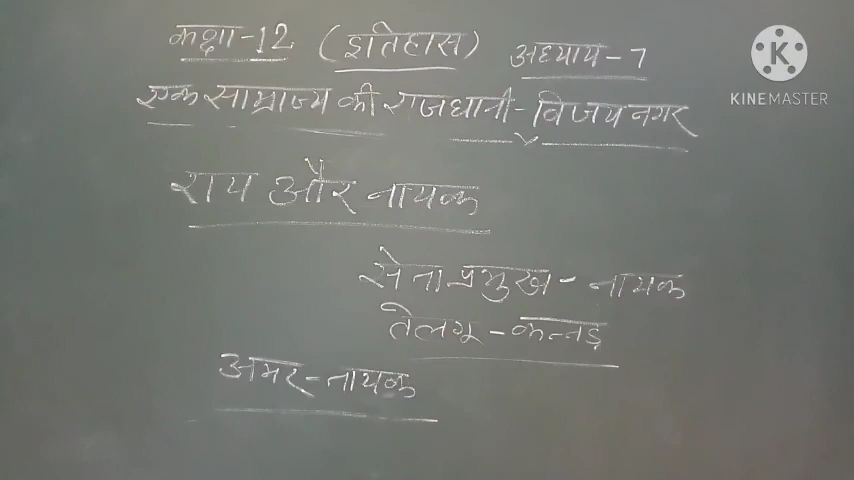 कक्षा-12 (इतिहास) अध्याय-7
एक साम्राज्य की राजधानी-विजयनगर
राय और नायक
सेना प्रमुख - नायक
तेलगू - कन्नड़
अमर-नायक
K
KINEMASTER